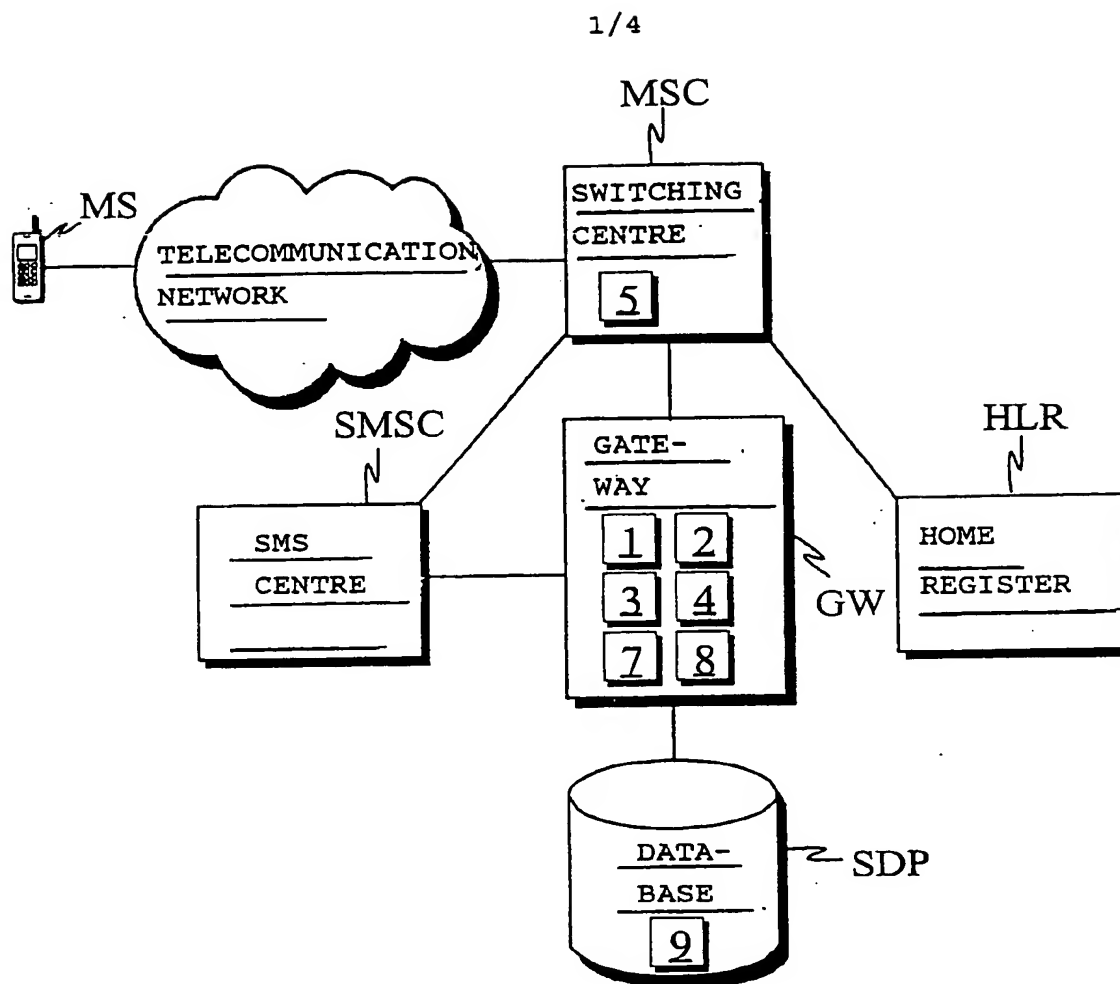 1/4
MSC
MS
SWITCHING
CENTRE
5
TELECOMMUNICATION
NETWORK
SMSC
HLR
GATE-
WAY
1 2
3 4
7 8
GW
SMS
CENTRE
HOME
REGISTER
DATA-
BASE
9
SDP